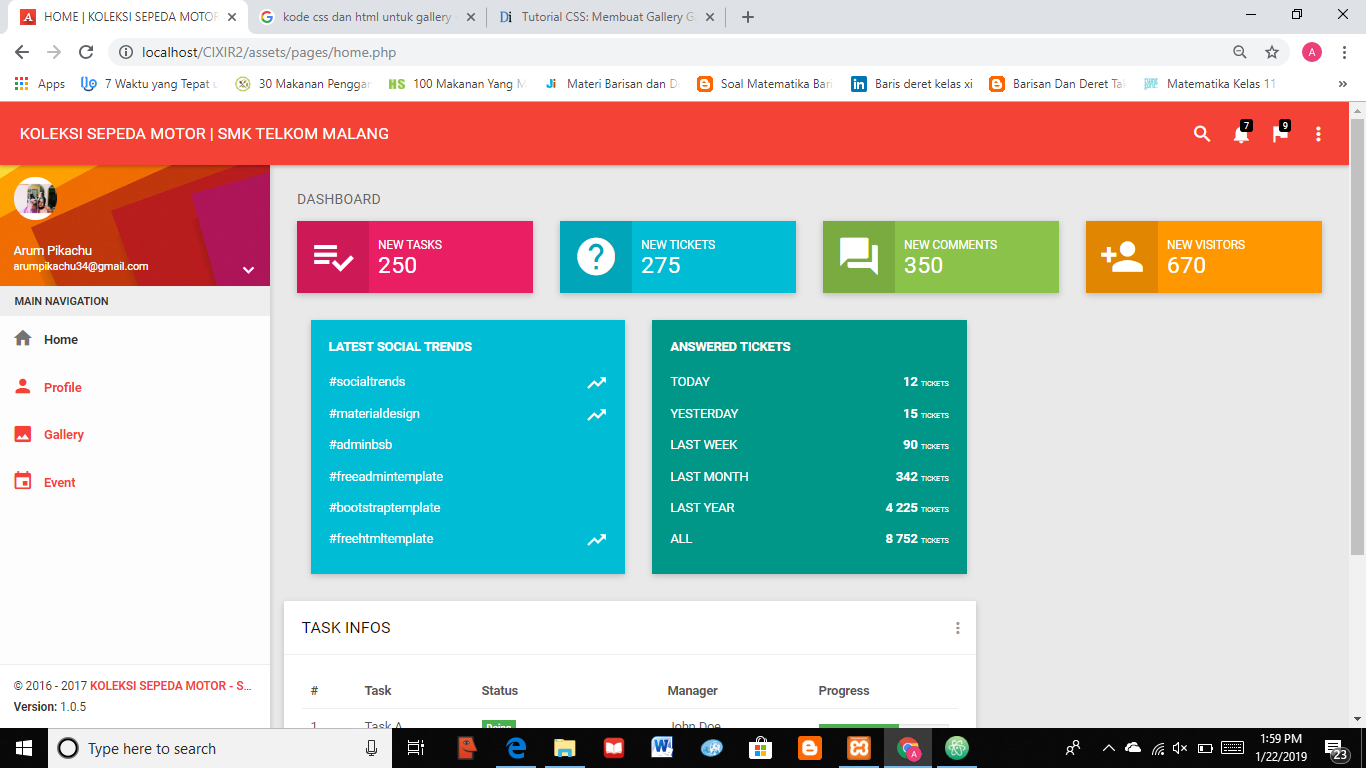 HOME | KOLEKSI SEPEDA MOTOR
kode css dan html untuk gallery
Tutorial CSS: Membuat Gallery G
localhost/CIXIR2/assets/pages/home.php
A
Apps
7 Waktu yang Tepat u
30 Makanan Penggan
100 Makanan Yang M
Materi Barisan dan D
Soal Matematika Bari
Baris deret kelas xi
Barisan Dan Deret Tak
Matematika Kelas 11
KOLEKSI SEPEDA MOTOR | SMK TELKOM MALANG
7
9
Arum Pikachu
arumpikachu34@gmail.com
MAIN NAVIGATION
Home
Profile
Gallery
Event
© 2016 - 2017 KOLEKSI SEPEDA MOTOR - S...
Version: 1.0.5
DASHBOARD
NEW TASKS
250
NEW TICKETS
275
NEW COMMENTS
350
NEW VISITORS
670
LATEST SOCIAL TRENDS
#socialtrends
#materialdesign
#adminbsb
#freeadmintemplate
#bootstraptemplate
#freehtmltemplate
ANSWERED TICKETS
TODAY 12 TICKETS
YESTERDAY 15 TICKETS
LAST WEEK 90 TICKETS
LAST MONTH 342 TICKETS
LAST YEAR 4 225 TICKETS
ALL 8 752 TICKETS
TASK INFOS
# Task Status Manager Progress
1 Task A Doing John Doe
Type here to search
1:59 PM
1/22/2019
23